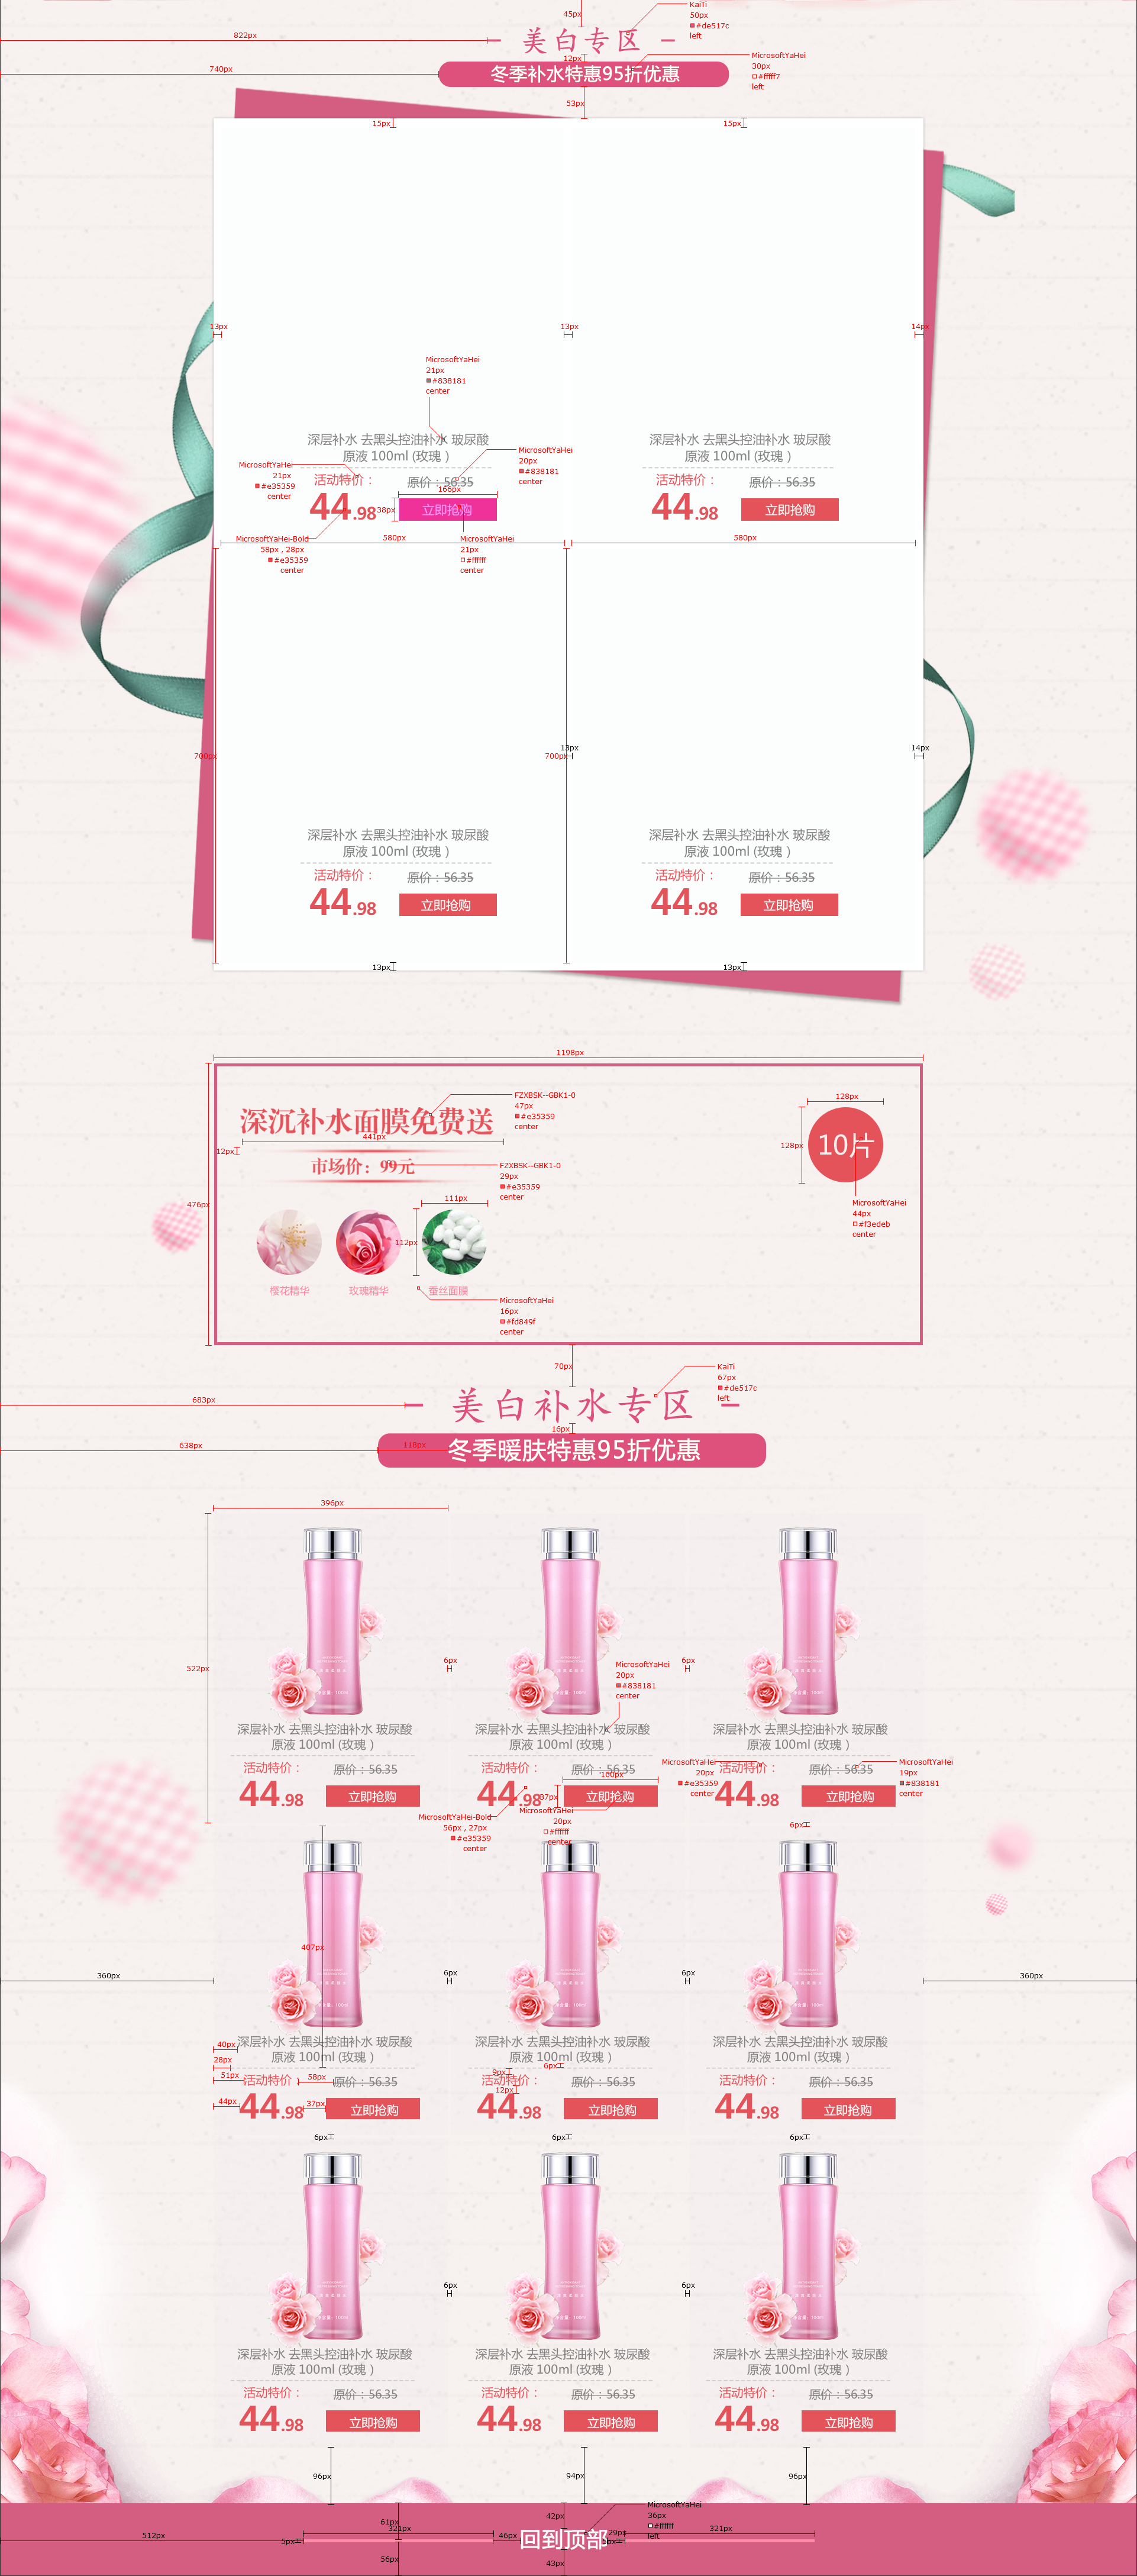 45px
KaiTi
50px
#de517c
left
822px
美白专区
12px
MicrosoftYaHei
30px
#fffff7
left
740px
冬季补水特惠95折优惠
53px
15px
15px
13px
13px
14px
MicrosoftYaHei
21px
#838181
center
深层补水 去黑头控油补水 玻尿酸
原液 100ml (玫瑰 )
深层补水 去黑头控油补水 玻尿酸
原液 100ml (玫瑰 )
MicrosoftYaHei
20px
#838181
center
MicrosoftYaHei
21px
#e35359
center
活动特价：
原价：56.35
166px
44.98
38px
立即抢购
活动特价：
原价：56.35
44.98
立即抢购
MicrosoftYaHei-Bold
58px , 28px
#e35359
center
580px
MicrosoftYaHei
21px
#ffffff
center
580px
700px
700px
13px
14px
深层补水 去黑头控油补水 玻尿酸
原液 100ml (玫瑰 )
活动特价：
原价：56.35
44.98
立即抢购
深层补水 去黑头控油补水 玻尿酸
原液 100ml (玫瑰 )
活动特价：
原价：56.35
44.98
立即抢购
13px
13px
1198px
FZXBSK--GBK1-0
47px
#e35359
center
深沉补水面膜免费送
441px
12px
市场价：99元
FZXBSK--GBK1-0
29px
#e35359
center
128px
128px
10片
MicrosoftYaHei
44px
#f3edeb
center
476px
111px
112px
樱花精华
玫瑰精华
蚕丝面膜
MicrosoftYaHei
16px
#fd849f
center
70px
KaiTi
67px
#de517c
left
683px
美白补水专区
16px
638px
118px
冬季暖肤特惠95折优惠
396px
522px
6px
6px
MicrosoftYaHei
20px
#838181
center
深层补水 去黑头控油补水 玻尿酸
原液 100ml (玫瑰 )
活动特价：
原价：56.35
44.98
立即抢购
深层补水 去黑头控油补水 玻尿酸
原液 100ml (玫瑰 )
活动特价：
原价：56.35
160px
44.98
37px
立即抢购
深层补水 去黑头控油补水 玻尿酸
原液 100ml (玫瑰 )
MicrosoftYaHei
20px
#e35359
center
活动特价：
原价：56.35
MicrosoftYaHei
19px
#838181
center
44.98
立即抢购
MicrosoftYaHei-Bold
56px , 27px
#e35359
center
MicrosoftYaHei
20px
#ffffff
center
6px
407px
360px
6px
6px
360px
40px
深层补水 去黑头控油补水 玻尿酸
原液 100ml (玫瑰 )
28px
51px
活动特价：
58px
原价：56.35
44px
44.98
37px
立即抢购
深层补水 去黑头控油补水 玻尿酸
原液 100ml (玫瑰 )
6px
9px
活动特价：
原价：56.35
12px
44.98
立即抢购
深层补水 去黑头控油补水 玻尿酸
原液 100ml (玫瑰 )
活动特价：
原价：56.35
44.98
立即抢购
6px
6px
6px
6px
6px
深层补水 去黑头控油补水 玻尿酸
原液 100ml (玫瑰 )
活动特价：
原价：56.35
44.98
立即抢购
深层补水 去黑头控油补水 玻尿酸
原液 100ml (玫瑰 )
活动特价：
原价：56.35
44.98
立即抢购
深层补水 去黑头控油补水 玻尿酸
原液 100ml (玫瑰 )
活动特价：
原价：56.35
44.98
立即抢购
96px
94px
96px
MicrosoftYaHei
36px
#ffffff
left
42px
61px
321px
512px
5px
46px
回到顶部
29px
321px
56px
43px